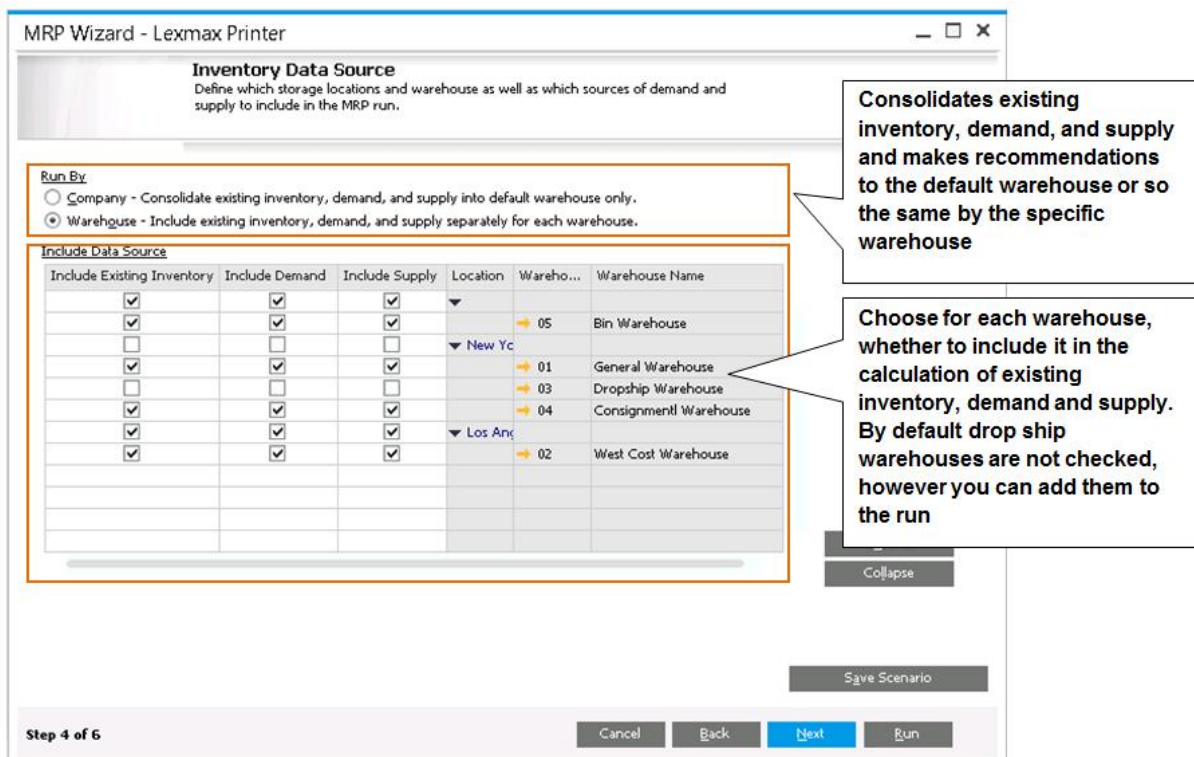 MRP Wizard - Lexmax Printer
Inventory Data Source
Define which storage locations and warehouse as well as which sources of demand and
supply to include in the MRP run.
Run By
Company - Consolidate existing inventory, demand, and supply into default warehouse only.
Warehouse - Include existing inventory, demand, and supply separately for each warehouse.
Include Data Source
Include Existing Inventory Include Demand Include Supply Location Wareho... Warehouse Name
05 Bin Warehouse
New Yc
01 General Warehouse
03 Dropship Warehouse
04 Consignmentl Warehouse
Los Ang
02 West Cost Warehouse
Collapse
Save Scenario
Step 4 of 6
Cancel Back Next Run
Consolidates existing
inventory, demand, and supply
and makes recommendations
to the default warehouse or so
the same by the specific
warehouse
Choose for each warehouse,
whether to include it in the
calculation of existing
inventory, demand and supply.
By default drop ship
warehouses are not checked,
however you can add them to
the run